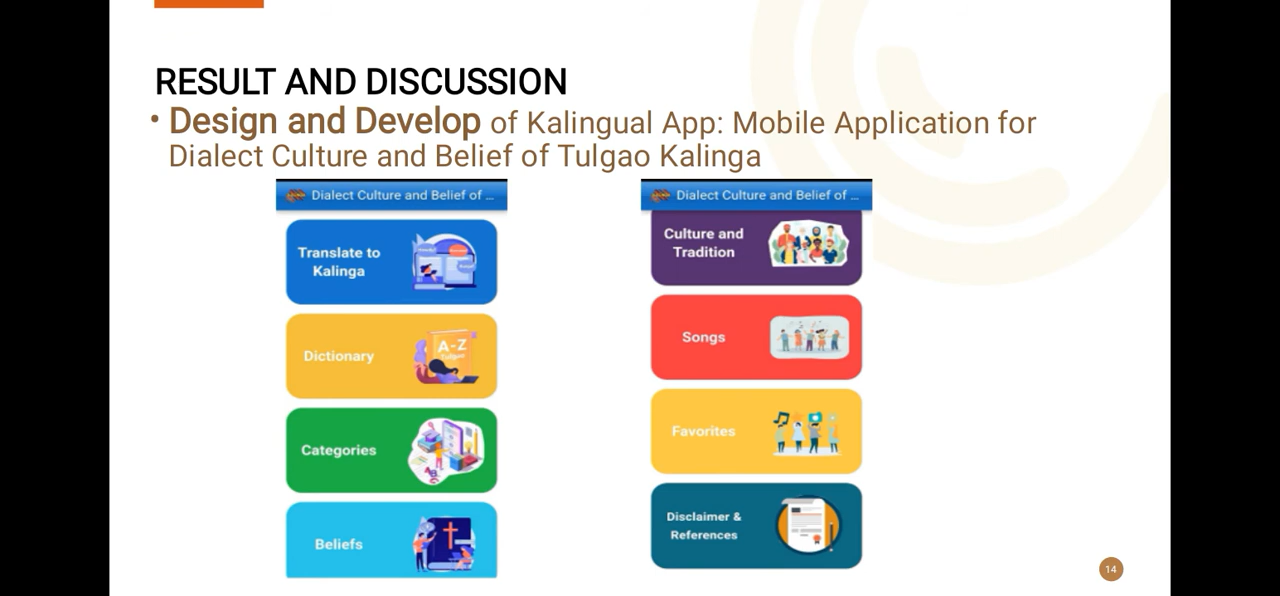 RESULT AND DISCUSSION
• Design and Develop of Kalingual App: Mobile Application for
Dialect Culture and Belief of Tulgao Kalinga
Dialect Culture and Belief of ...
Translate to
Kalinga
Dictionary
A-Z
Tulgao
Categories
ABC
Beliefs
Dialect Culture and Belief of ...
Culture and
Tradition
Songs
Favorites
Disclaimer &
References
14